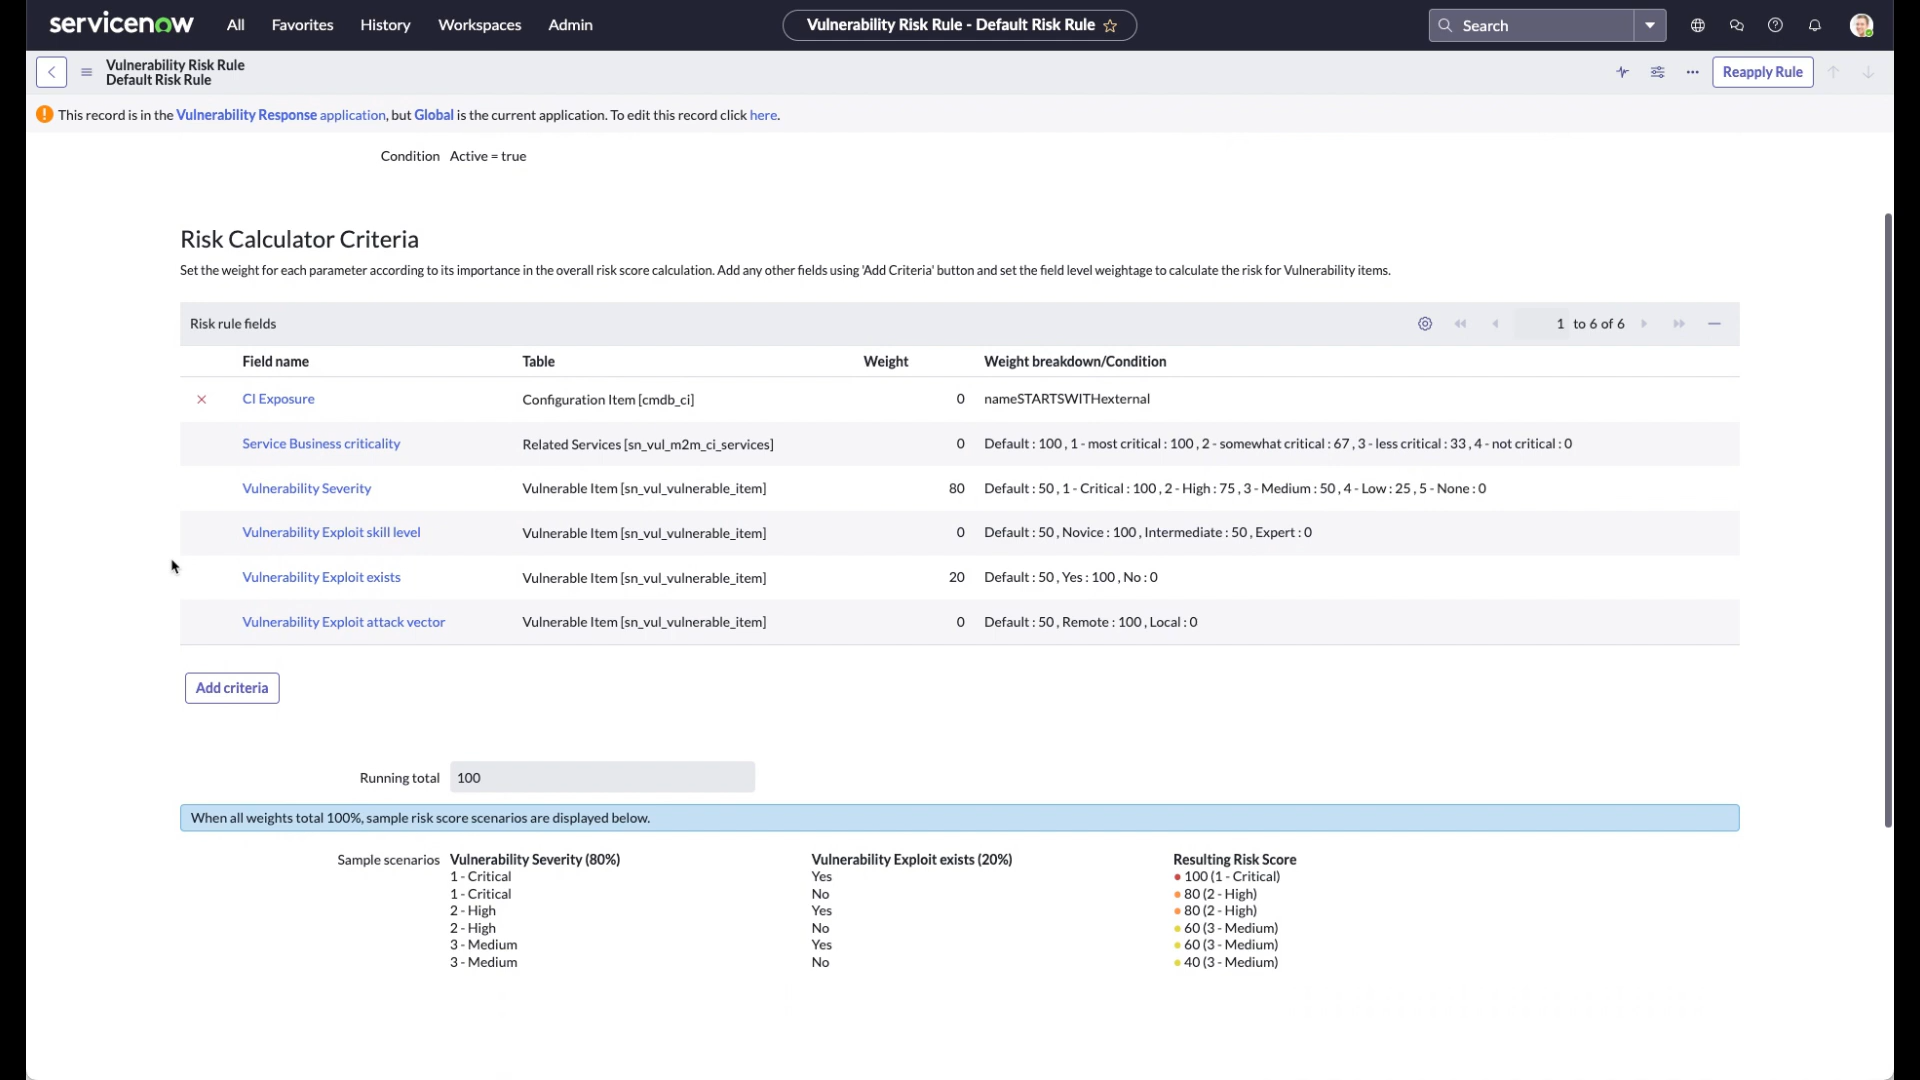 servicenow All Favorites History Workspaces Admin Vulnerability Risk Rule - Default Risk Rule Search
Vulnerability Risk Rule
Default Risk Rule
Reapply Rule
This record is in the Vulnerability Response application, but Global is the current application. To edit this record click here.
Condition Active = true
Risk Calculator Criteria
Set the weight for each parameter according to its importance in the overall risk score calculation. Add any other fields using 'Add Criteria' button and set the field level weightage to calculate the risk for Vulnerability items.
Risk rule fields 1 to 6 of 6
Field name Table Weight Weight breakdown/Condition
CI Exposure Configuration Item [cmdb_ci] 0 nameSTARTSWITHexternal
Service Business criticality Related Services [sn_vul_m2m_ci_services] 0 Default : 100 , 1 - most critical : 100 , 2 - somewhat critical : 67 , 3 - less critical : 33 , 4 - not critical : 0
Vulnerability Severity Vulnerable Item [sn_vul_vulnerable_item] 80 Default : 50 , 1 - Critical : 100 , 2 - High : 75 , 3 - Medium : 50 , 4 - Low : 25 , 5 - None : 0
Vulnerability Exploit skill level Vulnerable Item [sn_vul_vulnerable_item] 0 Default : 50 , Novice : 100 , Intermediate : 50 , Expert : 0
Vulnerability Exploit exists Vulnerable Item [sn_vul_vulnerable_item] 20 Default : 50 , Yes : 100 , No : 0
Vulnerability Exploit attack vector Vulnerable Item [sn_vul_vulnerable_item] 0 Default : 50 , Remote : 100 , Local : 0
Add criteria
Running total 100
When all weights total 100%, sample risk score scenarios are displayed below.
Sample scenarios Vulnerability Severity (80%) Vulnerability Exploit exists (20%) Resulting Risk Score
1 - Critical Yes 100 (1 - Critical)
1 - Critical No 80 (2 - High)
2 - High Yes 80 (2 - High)
2 - High No 60 (3 - Medium)
3 - Medium Yes 60 (3 - Medium)
3 - Medium No 40 (3 - Medium)